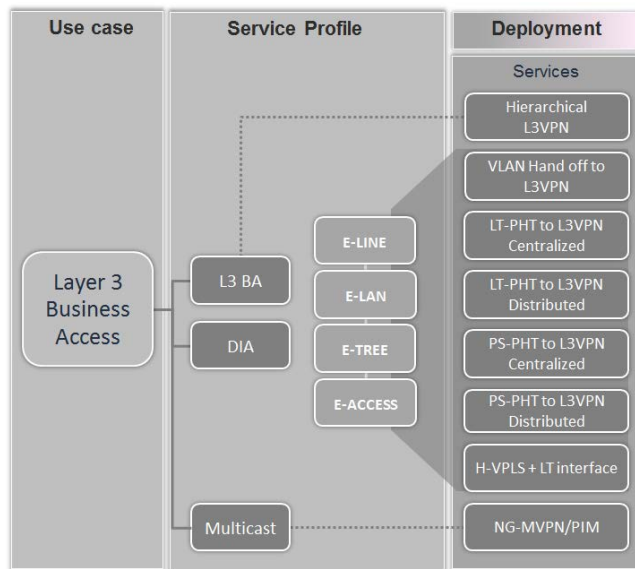 Use case
Service Profile
Deployment
Services
Hierarchical
L3VPN
VLAN Hand off to
L3VPN
LT-PHT to L3VPN
Centralized
LT-PHT to L3VPN
Distributed
PS-PHT to L3VPN
Centralized
PS-PHT to L3VPN
Distributed
H-VPLS + LT interface
NG-MVPN/PIM
E-LINE
E-LAN
E-TREE
E-ACCESS
L3 BA
DIA
Multicast
Layer 3
Business
Access